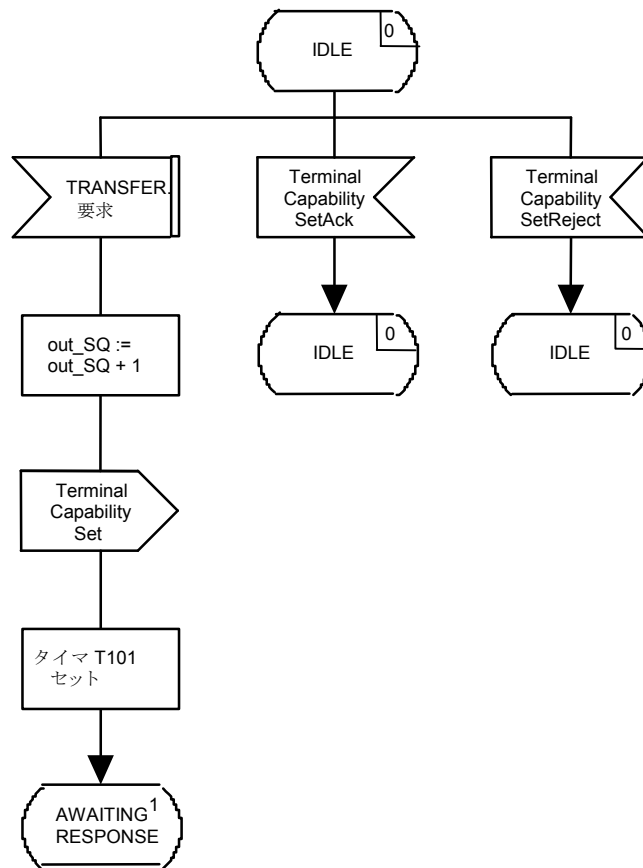 0
IDLE
TRANSFER.
要求
Terminal
Capability
SetAck
Terminal
Capability
SetReject
out_SQ :=
out_SQ + 1
0
IDLE
0
IDLE
Terminal
Capability
Set
タイマ T101
セット
1
AWAITING
RESPONSE